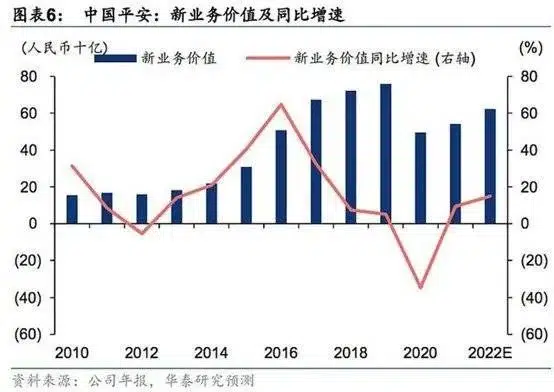 图表6： 中国平安：新业务价值及同比增速
(人民币十亿) (%)
新业务价值 新业务价值同比增速 (右轴)
80 80
60 60
40 40
20 20
0 0
(20) (20)
(40) (40)
(60) (60)
2010 2012 2014 2016 2018 2020 2022E
资料来源：公司年报，华泰研究预测